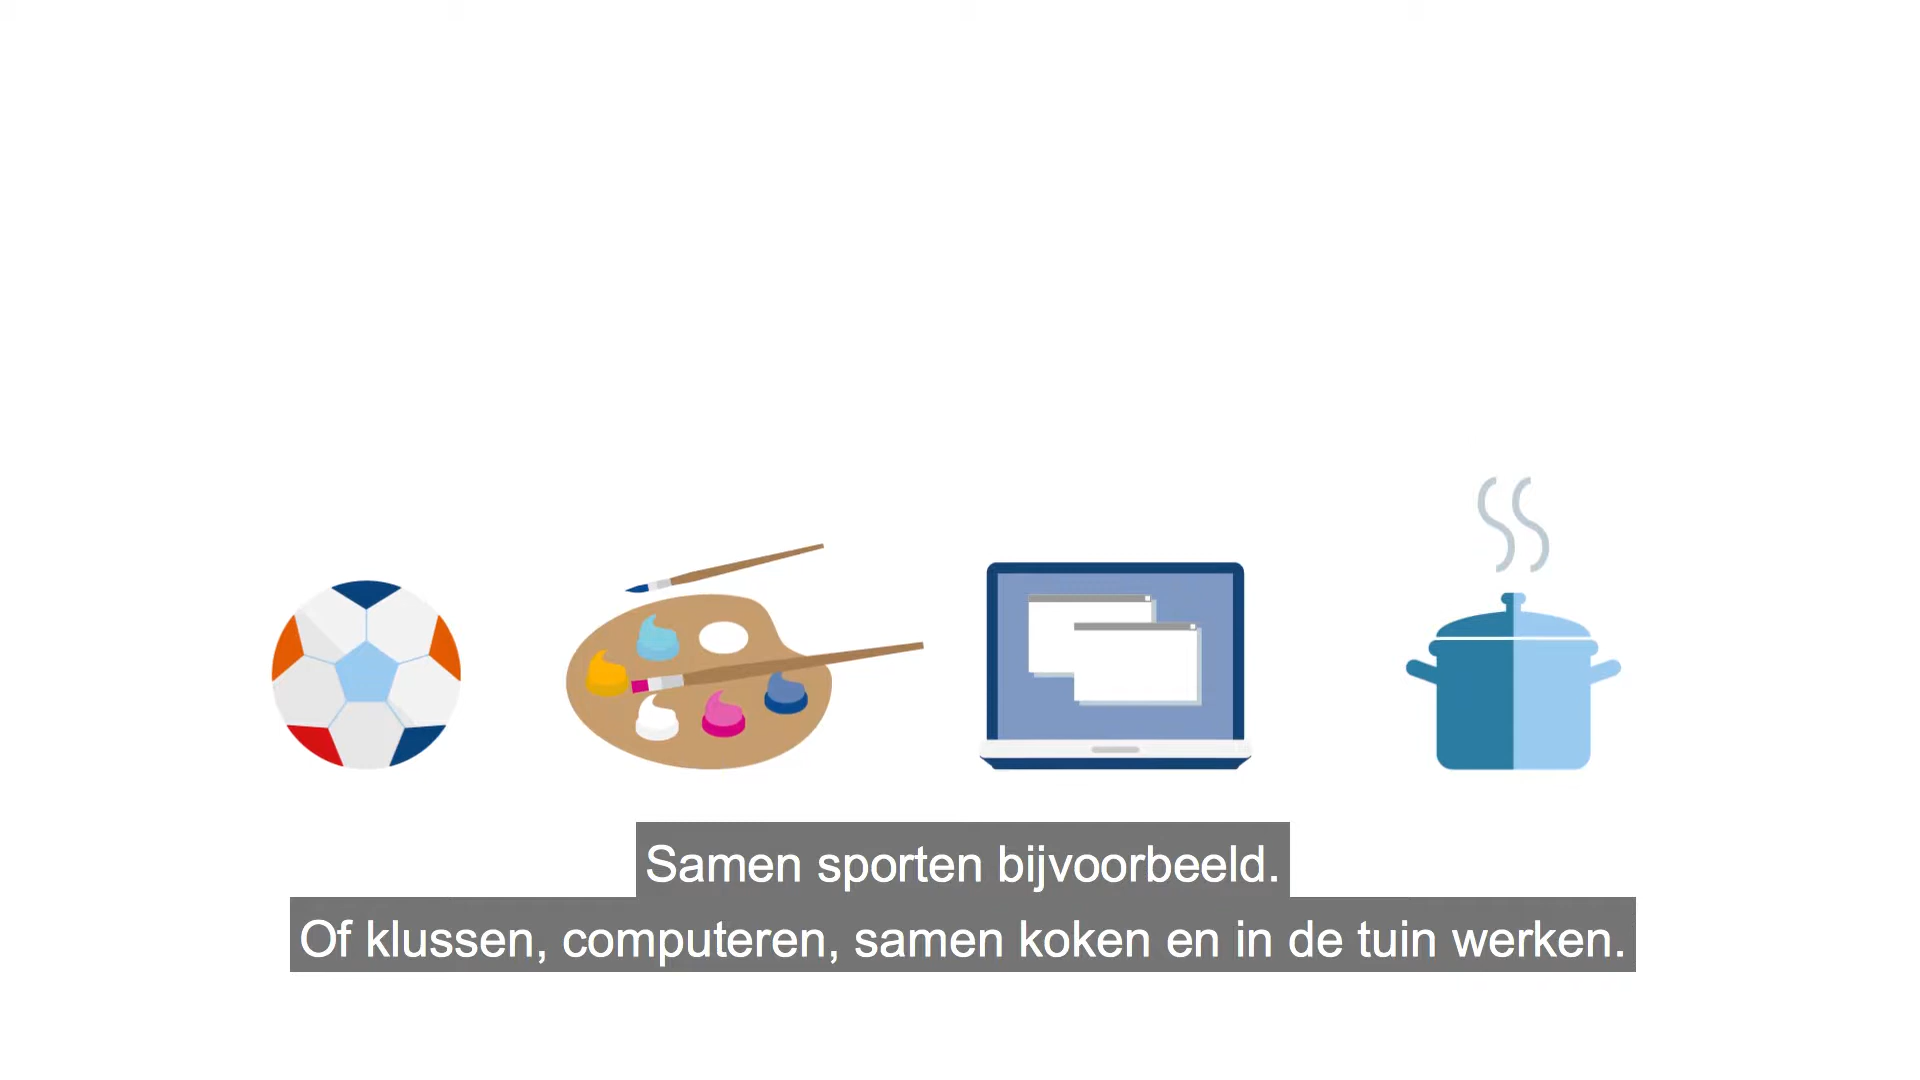 Samen sporten bijvoorbeeld.
Of klussen, computeren, samen koken en in de tuin werken.